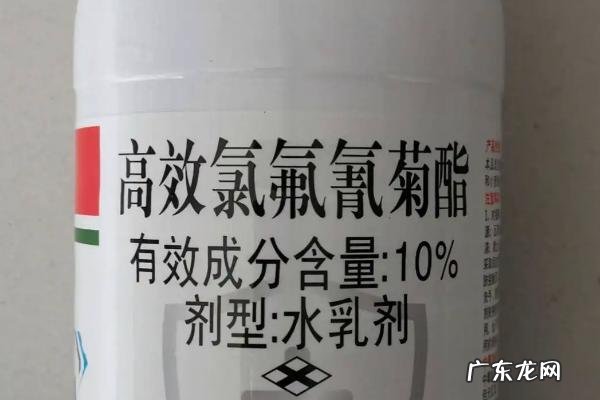 高效氯氟氰菊酯
有效成分含量:10%
剂型:水乳剂
广东龙网